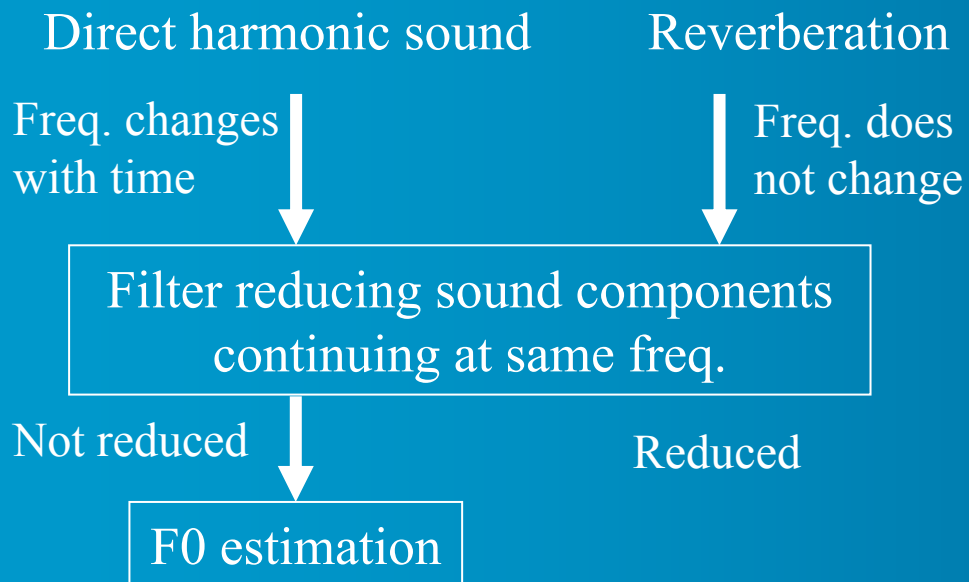 Direct harmonic sound
Reverberation
Freq. changes
with time
Freq. does
not change
Filter reducing sound components
continuing at same freq.
Not reduced
Reduced
F0 estimation